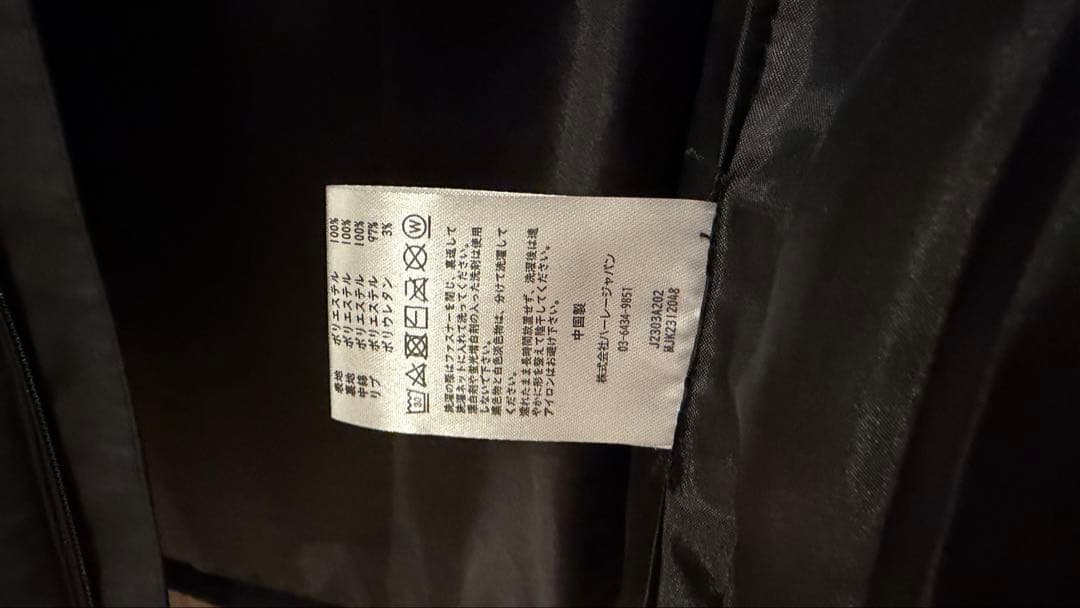 表地 ポリエステル 100%
裏地 ポリエステル 100%
中綿 ポリエステル 100%
リブ ポリエステル 97%
ポリウレタン 3%
洗濯の際はファスナーを閉じ、裏返して
洗濯ネットに入れて洗ってください。
漂白剤や蛍光増白剤の入った洗剤は使用
しないで下さい。
濃色物と白色淡色物は、分けて洗濯して
ください。
濡れたまま長時間放置せず、洗濯後は速
やかに形を整えて陰干してください。
アイロンはお避け下さい。
中国製
株式会社ハーレージャパン
03-6434-9851
J2303A202
MJK2312048